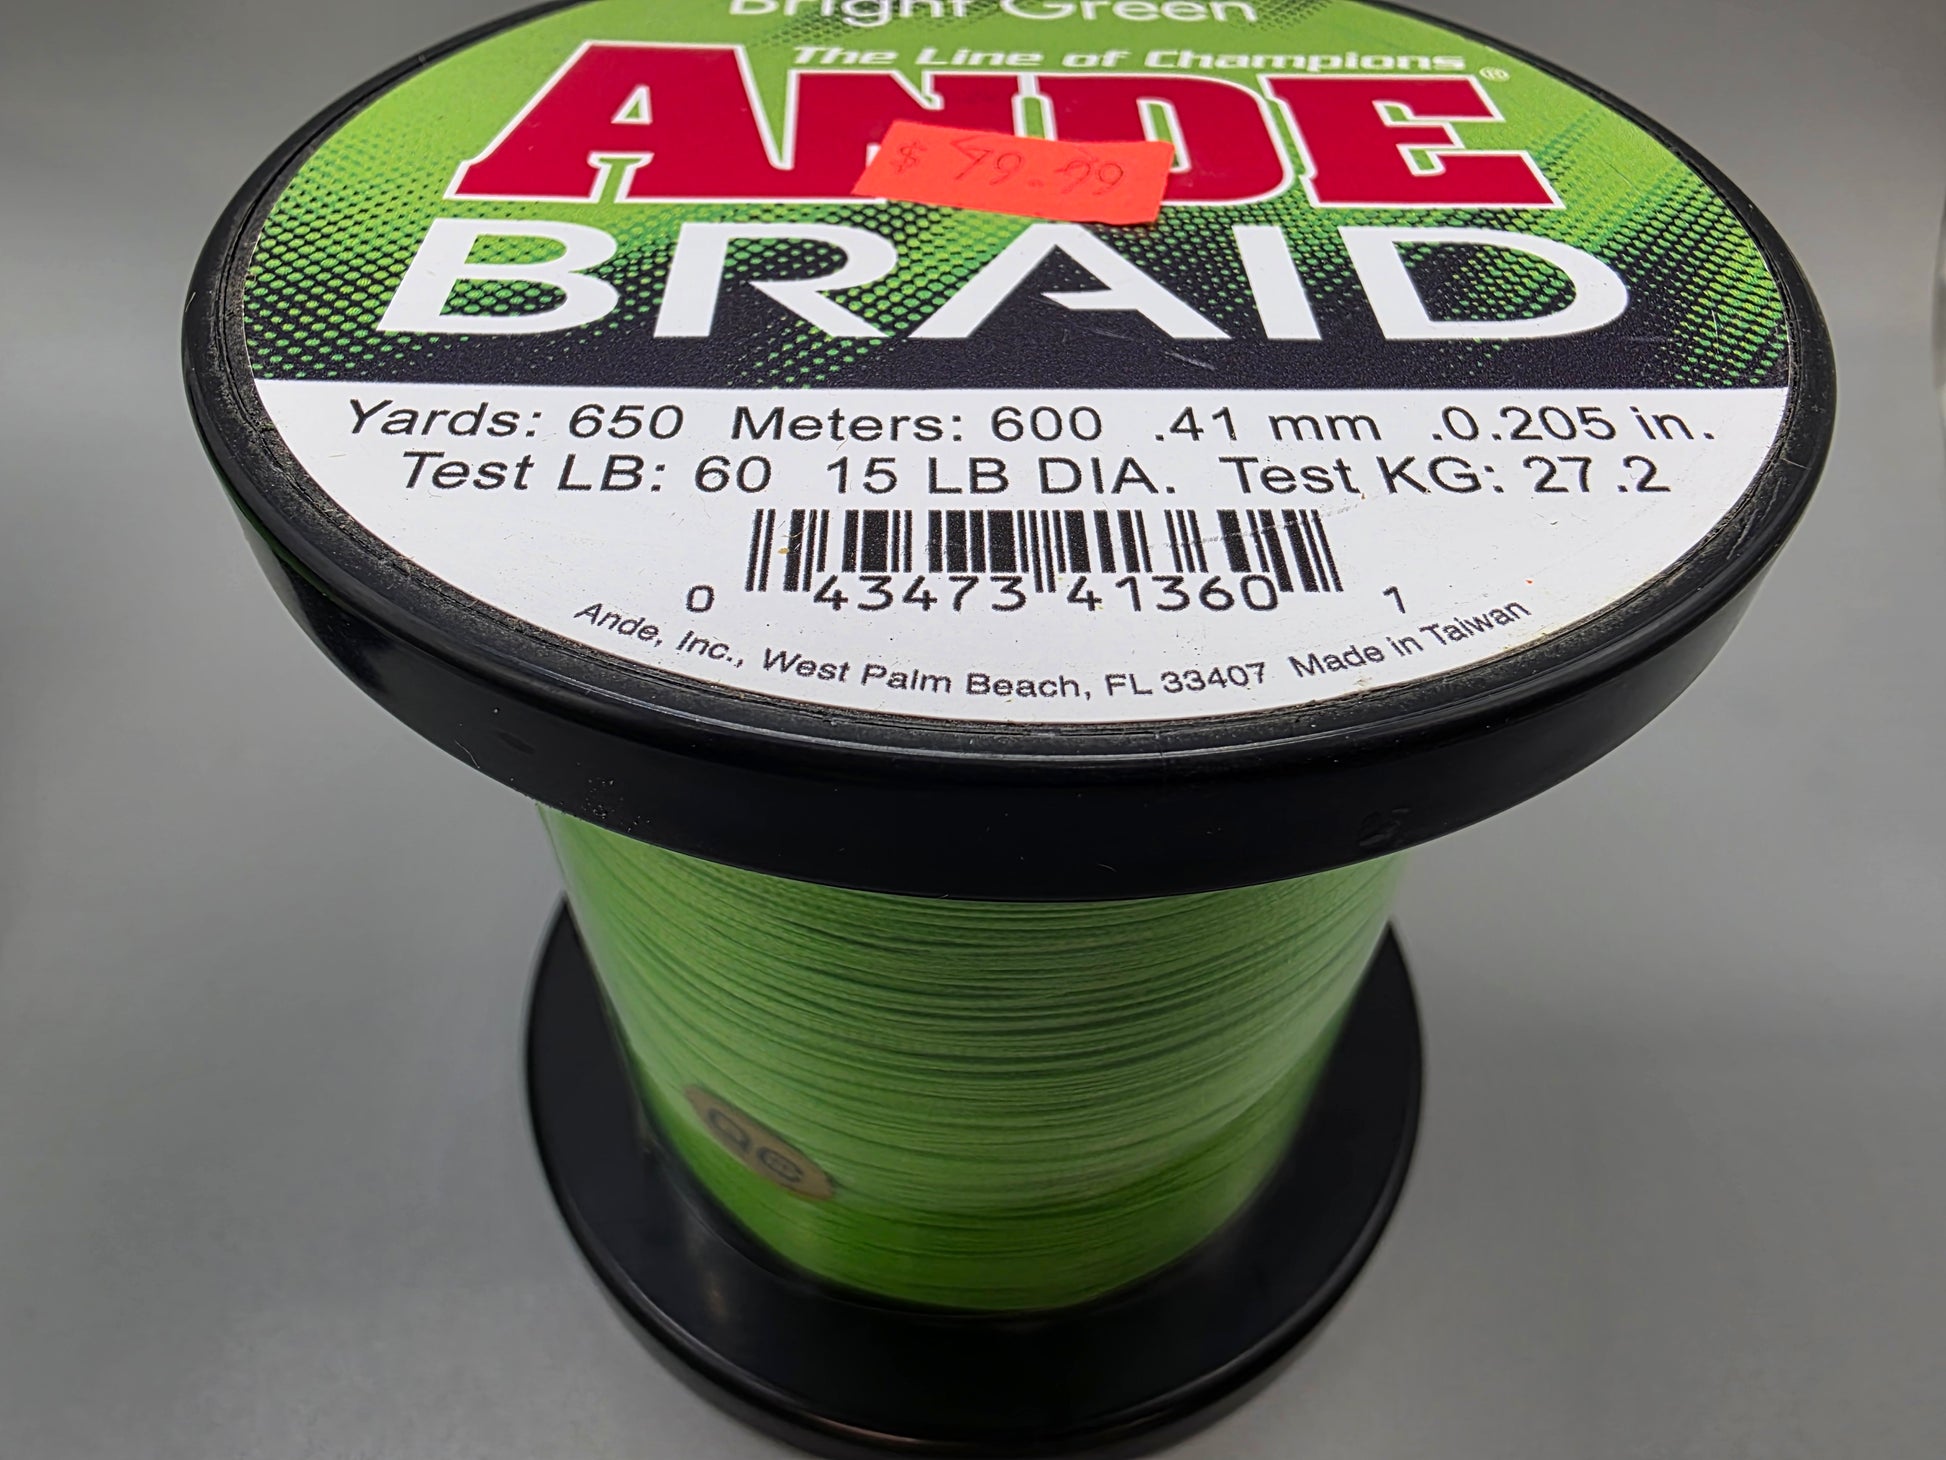 Bright Green
The Line of Champions
ANDE®
BRAID
Yards: 650 Meters: 600 .41 mm .0.205 in.
Test LB: 60 15 LB DIA. Test KG: 27.2
0 43473 41360 1
Ande, Inc., West Palm Beach, FL 33407 Made in Taiwan
QC